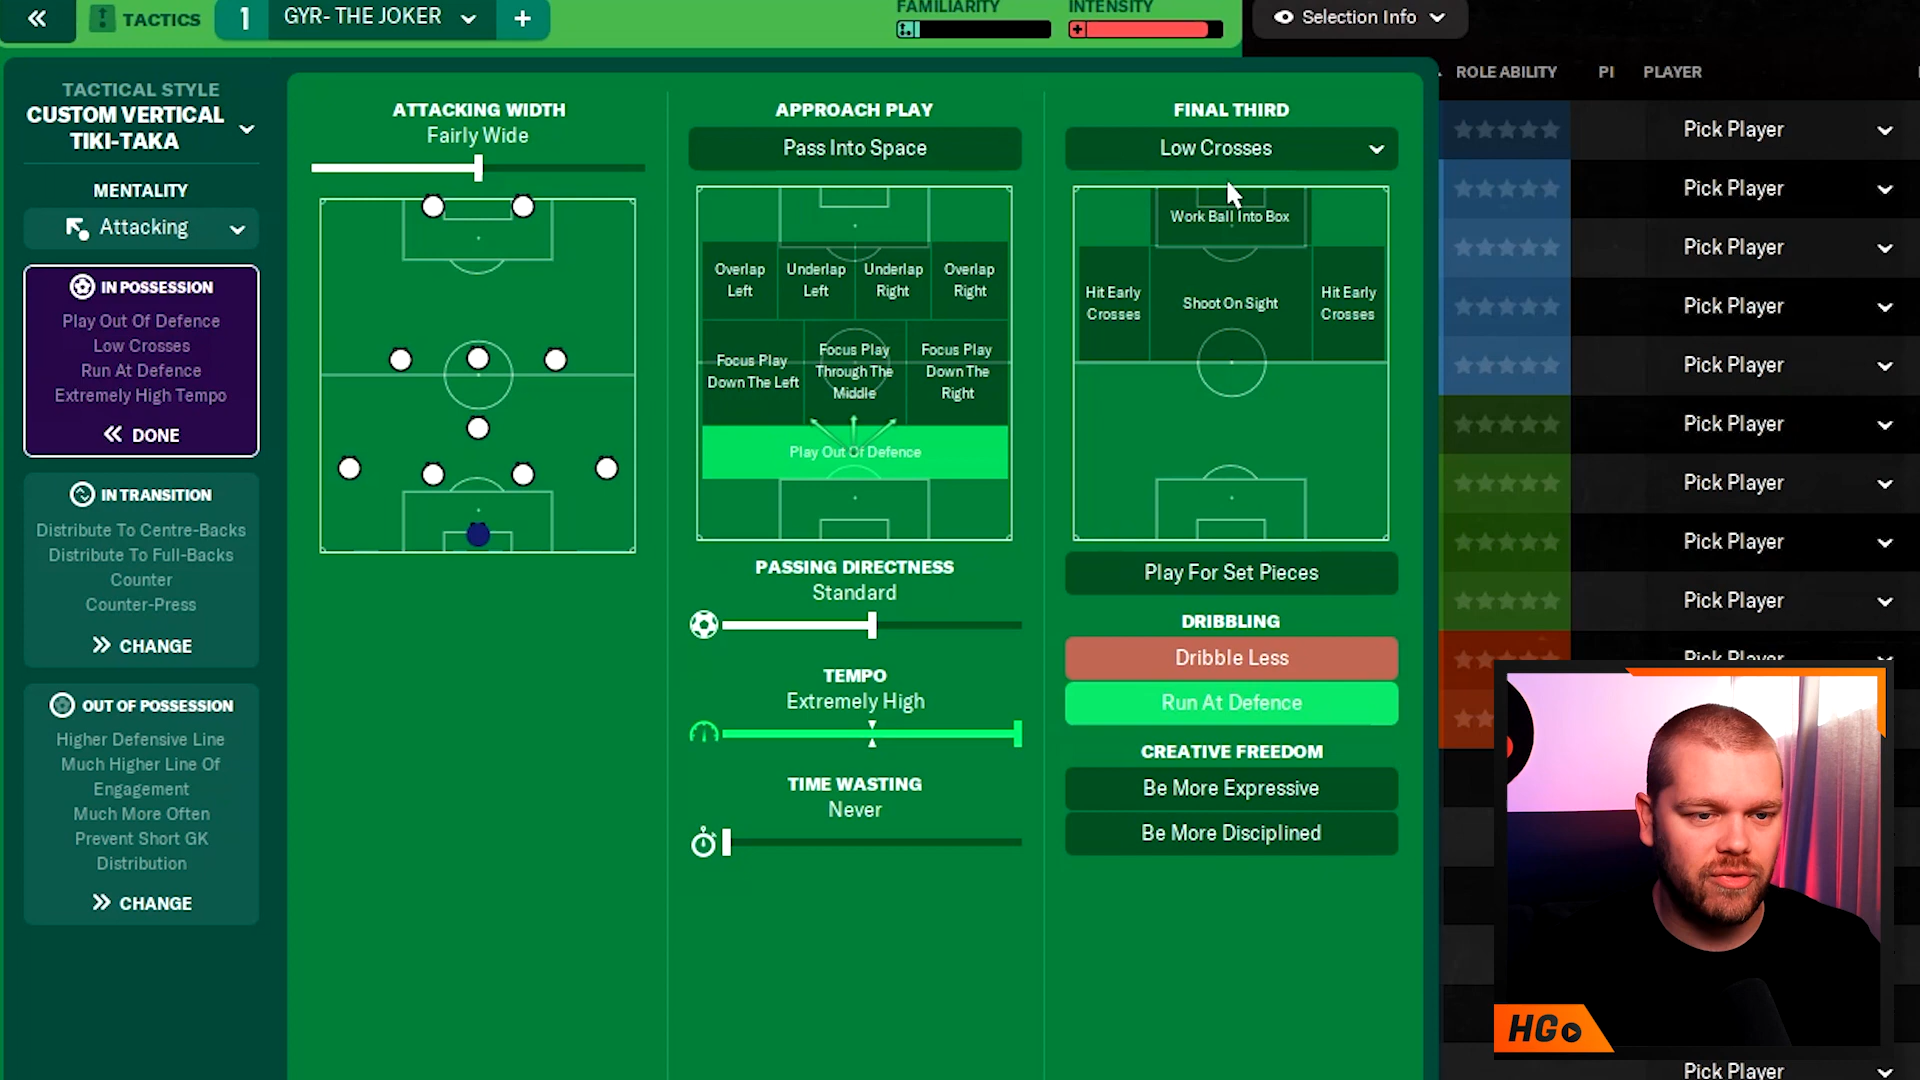 TACTICS
1
GYR- THE JOKER
FAMILIARITY
INTENSITY
Selection Info
ROLE ABILITY
PI
PLAYER
TACTICAL STYLE
CUSTOM VERTICAL
TIKI-TAKA
MENTALITY
Attacking
IN POSSESSION
Play Out Of Defence
Low Crosses
Run At Defence
Extremely High Tempo
DONE
IN TRANSITION
Distribute To Centre-Backs
Distribute To Full-Backs
Counter
Counter-Press
CHANGE
OUT OF POSSESSION
Higher Defensive Line
Much Higher Line Of
Engagement
Much More Often
Prevent Short GK
Distribution
CHANGE
ATTACKING WIDTH
Fairly Wide
APPROACH PLAY
Pass Into Space
Overlap
Left
Underlap
Left
Underlap
Right
Overlap
Right
Focus Play
Down The Left
Focus Play
Through The
Middle
Focus Play
Down The
Right
Play Out Of Defence
PASSING DIRECTNESS
Standard
TEMPO
Extremely High
TIME WASTING
Never
FINAL THIRD
Low Crosses
Work Ball Into Box
Hit Early
Crosses
Shoot On Sight
Hit Early
Crosses
Play For Set Pieces
DRIBBLING
Dribble Less
Run At Defence
CREATIVE FREEDOM
Be More Expressive
Be More Disciplined
Pick Player
Pick Player
Pick Player
Pick Player
Pick Player
Pick Player
Pick Player
Pick Player
Pick Player
Pick Player
HG
Pick Player